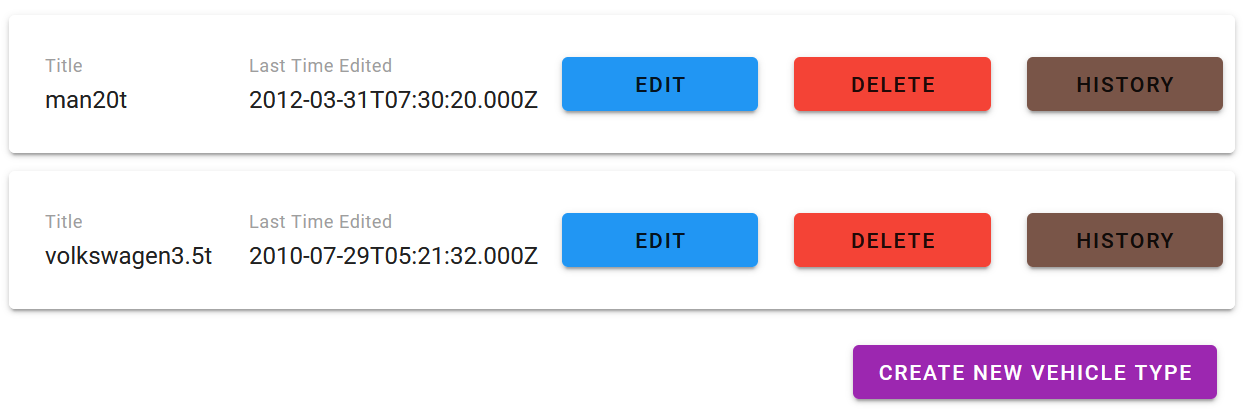 Title
Last Time Edited
man20t
2012-03-31T07:30:20.000Z
EDIT
DELETE
HISTORY
Title
Last Time Edited
volkswagen3.5t
2010-07-29T05:21:32.000Z
EDIT
DELETE
HISTORY
CREATE NEW VEHICLE TYPE